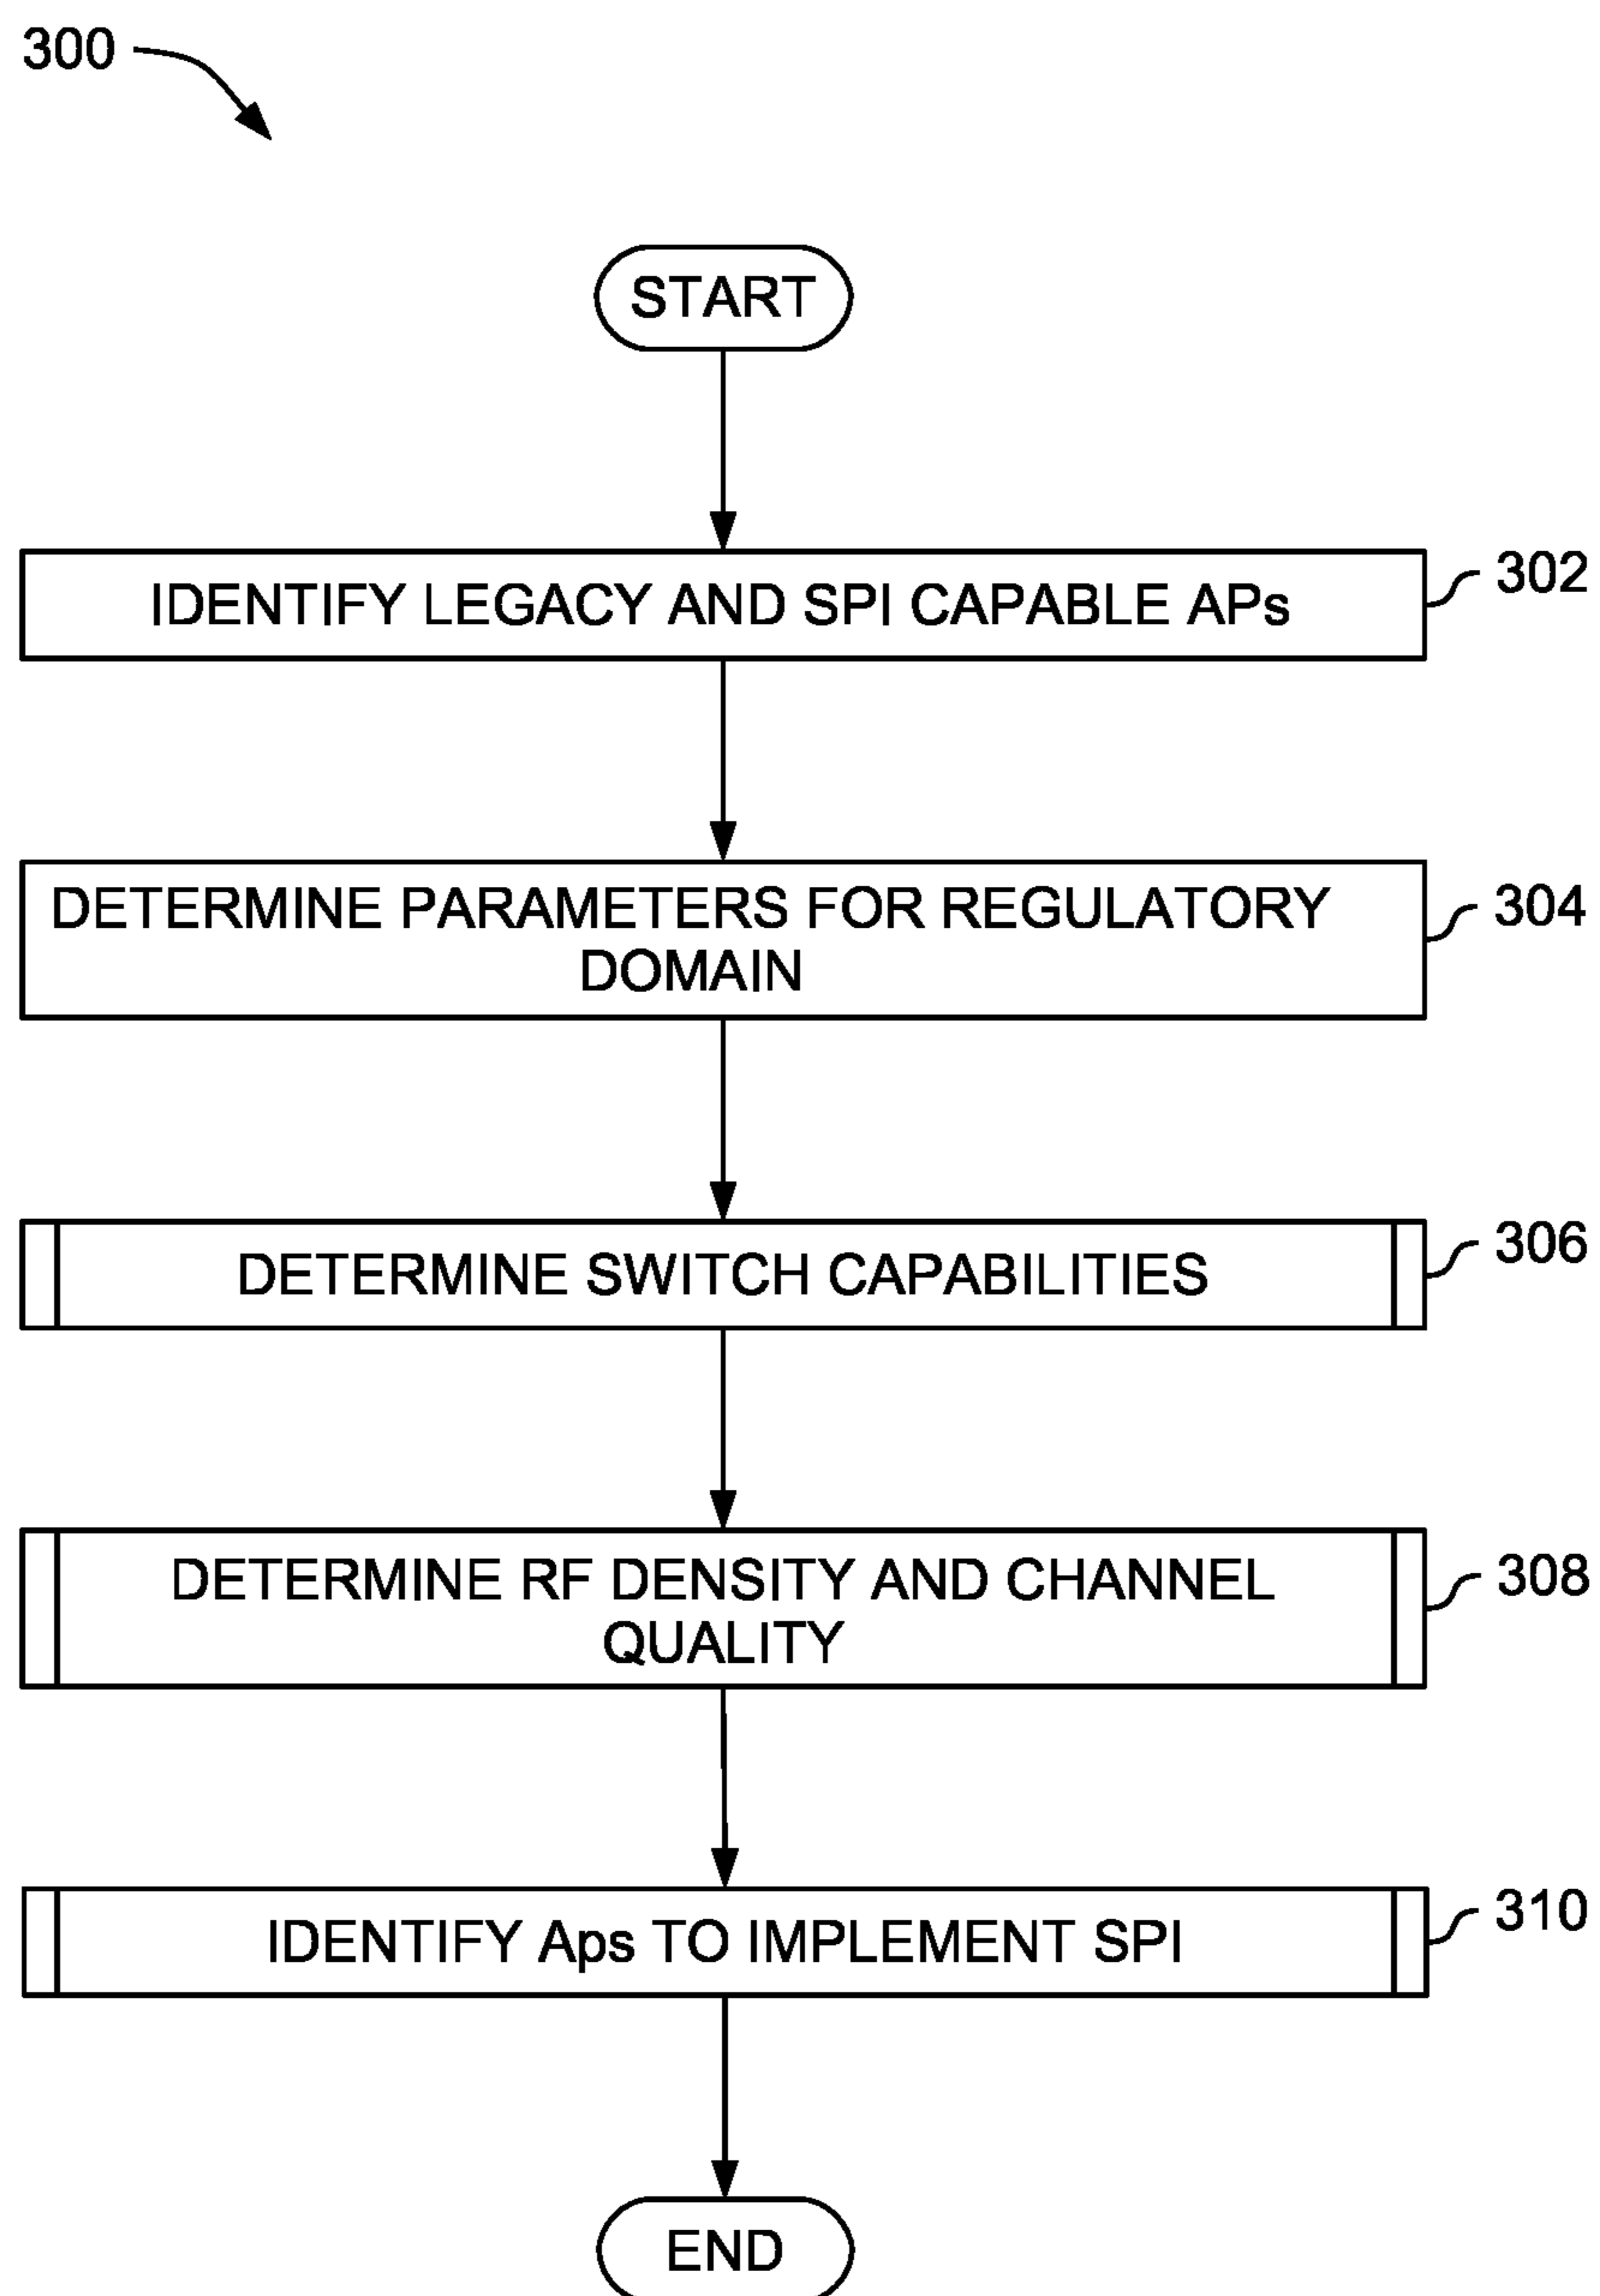 300
START
IDENTIFY LEGACY AND SPI CAPABLE APs
302
DETERMINE PARAMETERS FOR REGULATORY
DOMAIN
304
DETERMINE SWITCH CAPABILITIES
306
DETERMINE RF DENSITY AND CHANNEL
QUALITY
308
IDENTIFY Aps TO IMPLEMENT SPI
310
END